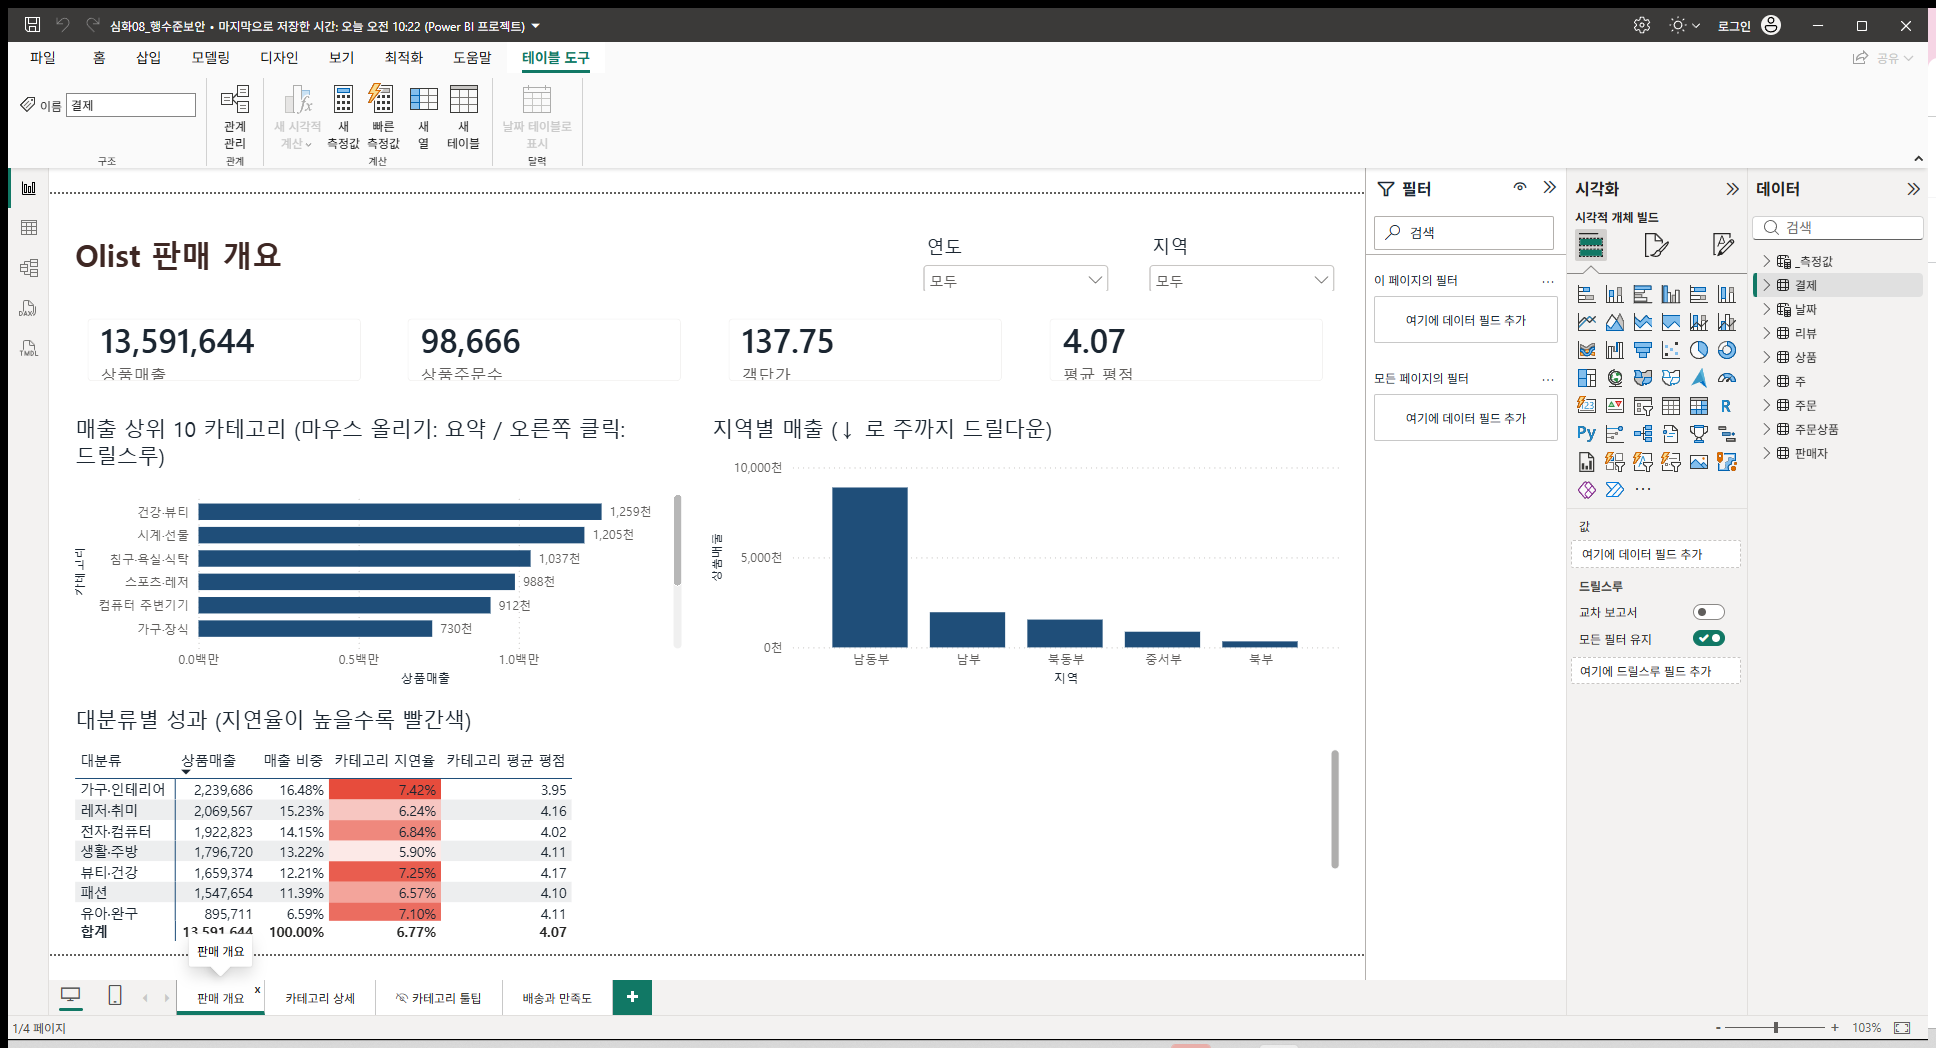 심화08_행수준보안 • 마지막으로 저장한 시간: 오늘 오전 10:22 (Power BI 프로젝트)
로그인
파일 홈 삽입 모델링 디자인 보기 최적화 도움말 테이블 도구
공유
이름 결제
구조
관계 관리
관계
새 시각적 계산
새 측정값
빠른 측정값
새 열
새 테이블
계산
날짜 테이블로 표시
달력
DAX
TMDL
Olist 판매 개요
연도
모두
지역
모두
13,591,644
상품매출
98,666
상품주문수
137.75
객단가
4.07
평균 평점
매출 상위 10 카테고리 (마우스 올리기: 요약 / 오른쪽 클릭:
드릴스루)
카테고리
건강·뷰티 1,259천
시계·선물 1,205천
침구·욕실·식탁 1,037천
스포츠·레저 988천
컴퓨터 주변기기 912천
가구·장식 730천
0.0백만 0.5백만 1.0백만
상품매출
지역별 매출 (↓ 로 주까지 드릴다운)
상품매출
10,000천
5,000천
0천
남동부 남부 북동부 중서부 북부
지역
대분류별 성과 (지연율이 높을수록 빨간색)
대분류 상품매출 매출 비중 카테고리 지연율 카테고리 평균 평점
가구·인테리어 2,239,686 16.48% 7.42% 3.95
레저·취미 2,069,567 15.23% 6.24% 4.16
전자·컴퓨터 1,922,823 14.15% 6.84% 4.02
생활·주방 1,796,720 13.22% 5.90% 4.11
뷰티·건강 1,659,374 12.21% 7.25% 4.17
패션 1,547,654 11.39% 6.57% 4.10
유아·완구 895,711 6.59% 7.10% 4.11
합계 13,591,644 100.00% 6.77% 4.07
판매 개요
판매 개요 x
카테고리 상세
카테고리 툴팁
배송과 만족도
+
1/4 페이지
- + 103%
필터
검색
이 페이지의 필터 ...
여기에 데이터 필드 추가
모든 페이지의 필터 ...
여기에 데이터 필드 추가
시각화
시각적 개체 빌드
123
R
Py
...
값
여기에 데이터 필드 추가
드릴스루
교차 보고서
모든 필터 유지
여기에 드릴스루 필드 추가
데이터
검색
_측정값
결제
날짜
리뷰
상품
주
주문
주문상품
판매자